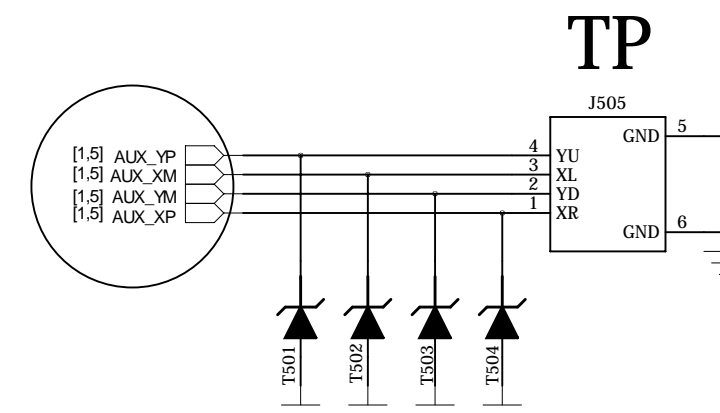 TP
J505
[1,5] AUX_YP
[1,5] AUX_XM
[1,5] AUX_YM
[1,5] AUX_XP
4 YU
3 XL
2 YD
1 XR
GND 5
GND 6
T501
T502
T503
T504